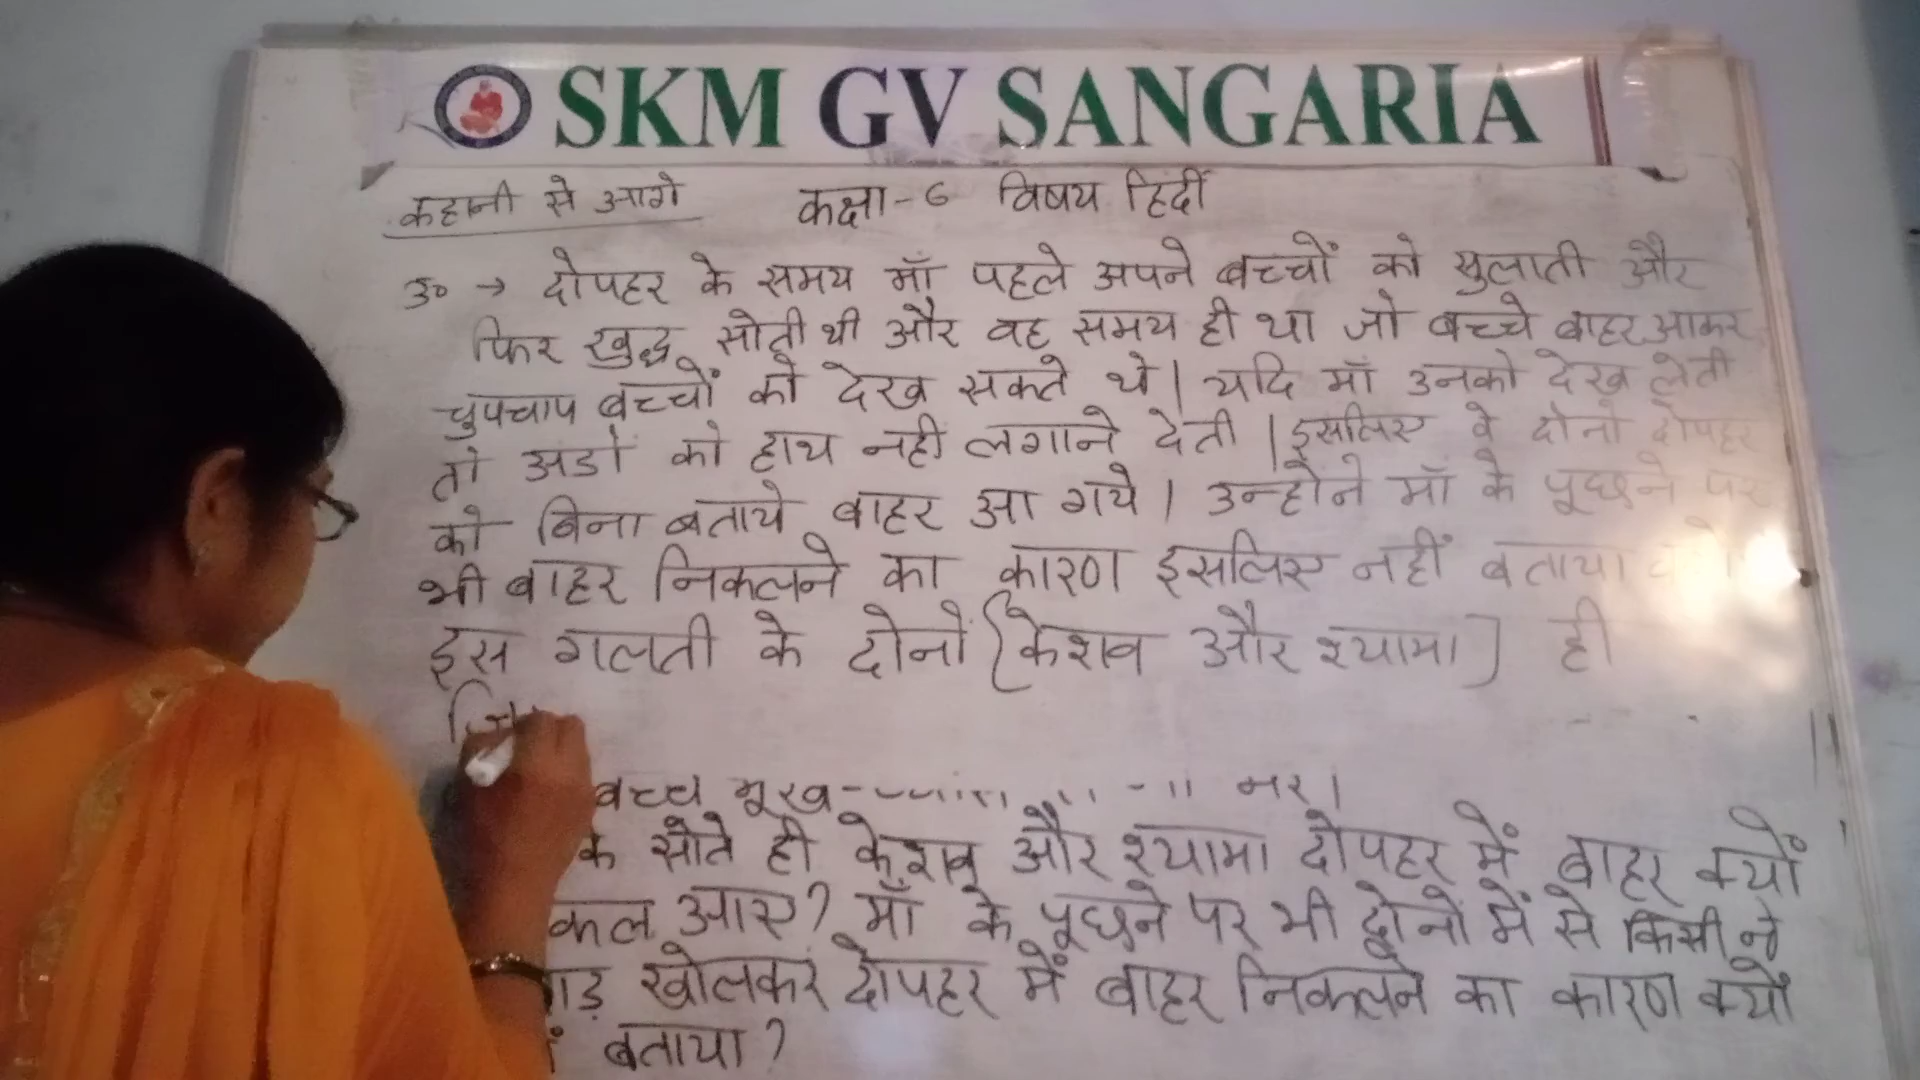 SKM GV SANGARIA
कहानी से आगे कक्षा-6 विषय हिंदी
उ० → दोपहर के समय माँ पहले अपने बच्चों को सुलाती और
फिर खुद्ध सोती थी और वह समय ही था जो बच्चे बाहर आकर
चुपचाप बच्चों को देख सकते थे। यदि माँ उनको देख लेती
तो अंडो को हाथ नही लगाने देती। इसलिए वे दोनो दोपहर
को बिना बताये बाहर आ गये। उन्होने माँ के पूछने पर
भी बाहर निकलने का कारण इसलिए नहीं बताया
इस गलती के दोनों (केशव और श्यामा) ही
बच्चे मूख- नर।
के सोते ही केशव और श्यामा दोपहर में बाहर क्यों
कल आए? माँ के पूछने पर भी दोनों में से किसी ने
ाड़ खोलकर दोपहर में बाहर निकलने का कारण क्यों
बताया?